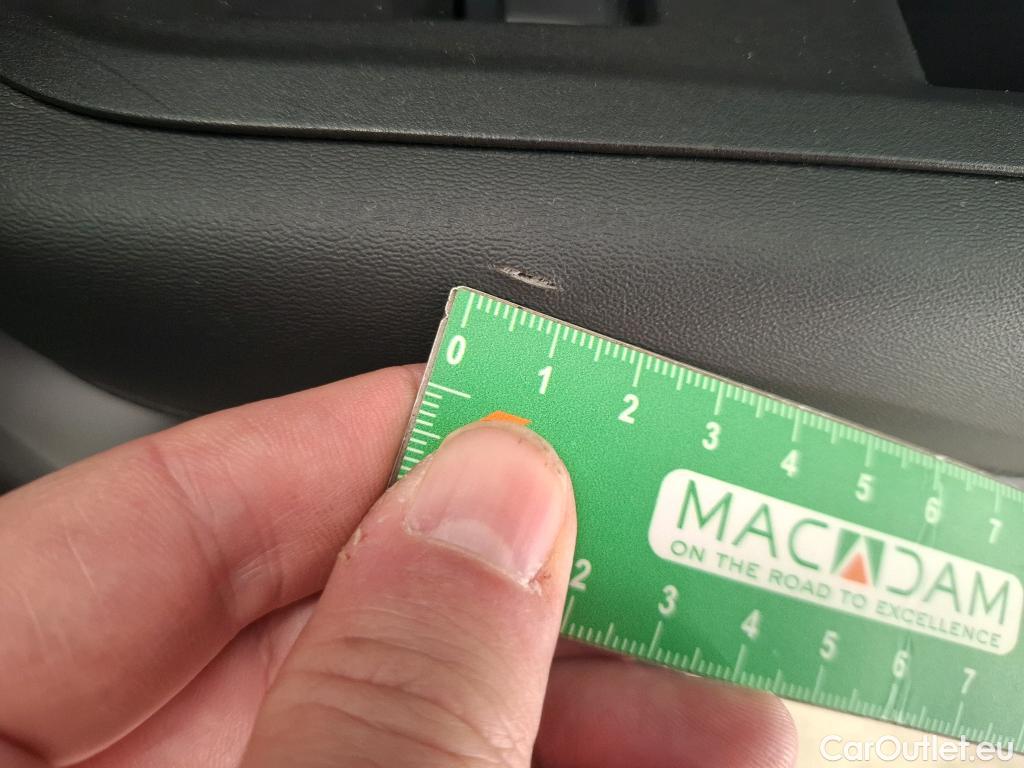 0 1 2 3 4 5 6 7
MACADAM
ON THE ROAD TO EXCELLENCE
2 3 4 5 6 7
CarOutlet.eu